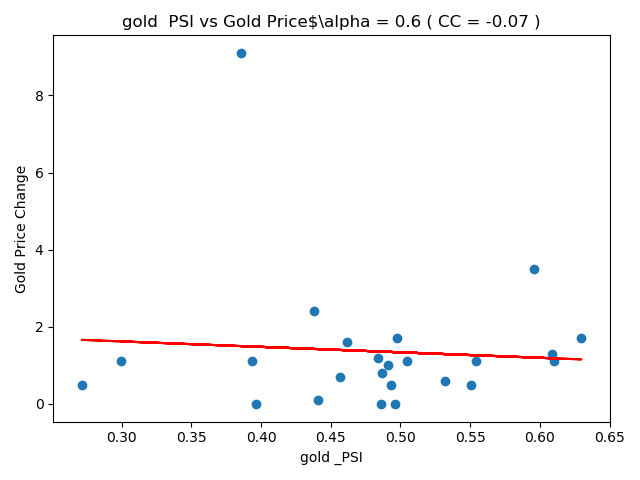 gold  PSI vs Gold Price$\alpha = 0.6 ( CC = -0.07 )
Gold Price Change
8
6
4
2
0
0.30 0.35 0.40 0.45 0.50 0.55 0.60 0.65
gold _PSI